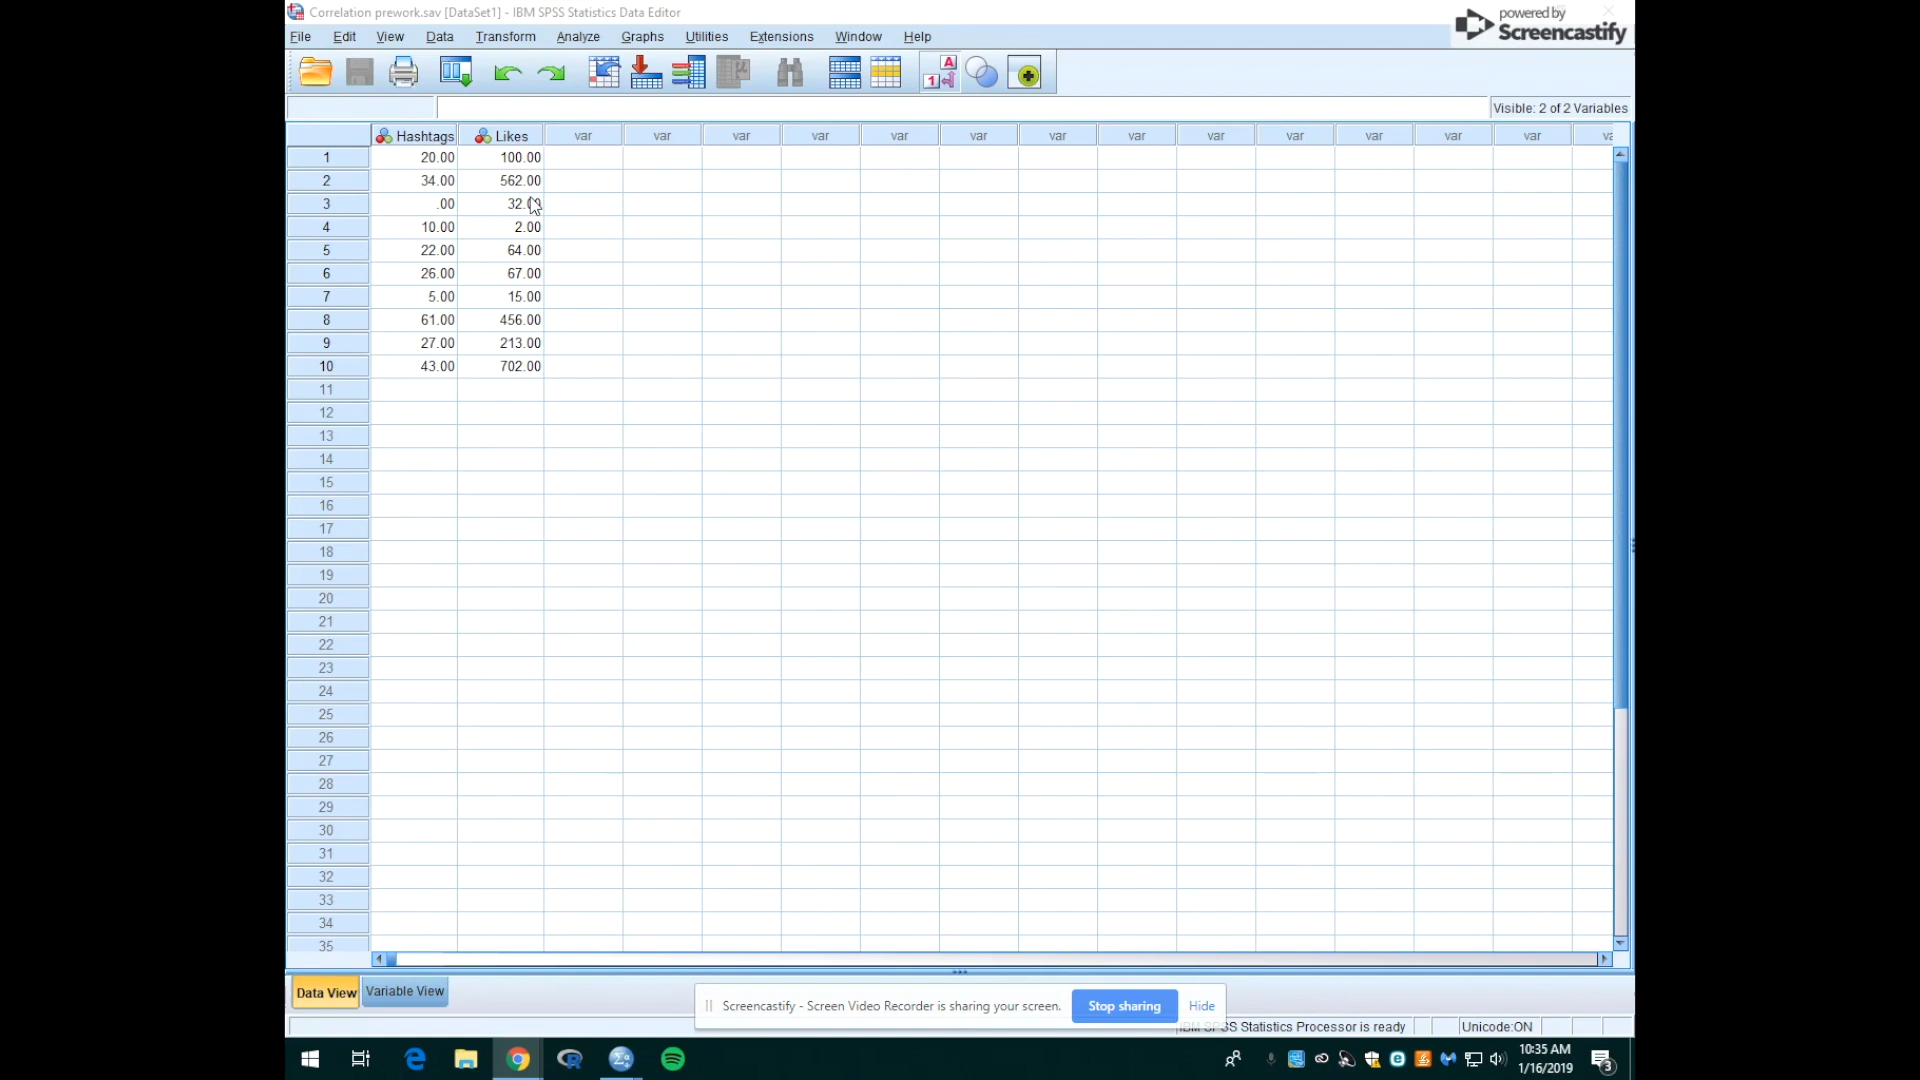 Correlation prework.sav [DataSet1] - IBM SPSS Statistics Data Editor
powered by
Screencastify
File Edit View Data Transform Analyze Graphs Utilities Extensions Window Help
Visible: 2 of 2 Variables
Hashtags Likes var var var var var var var var var var var var var
1 20.00 100.00
2 34.00 562.00
3 .00
4 10.00 2.00
5 22.00 64.00
6 26.00 67.00
7 5.00 15.00
8 61.00 456.00
9 27.00 213.00
10 43.00 702.00
11
12
13
14
15
16
17
18
19
20
21
22
23
24
25
26
27
28
29
30
31
32
33
34
35
Data View Variable View
Screencastify - Screen Video Recorder is sharing your screen. Stop sharing Hide
Statistics Processor is ready Unicode:ON
10:35 AM
1/16/2019
3